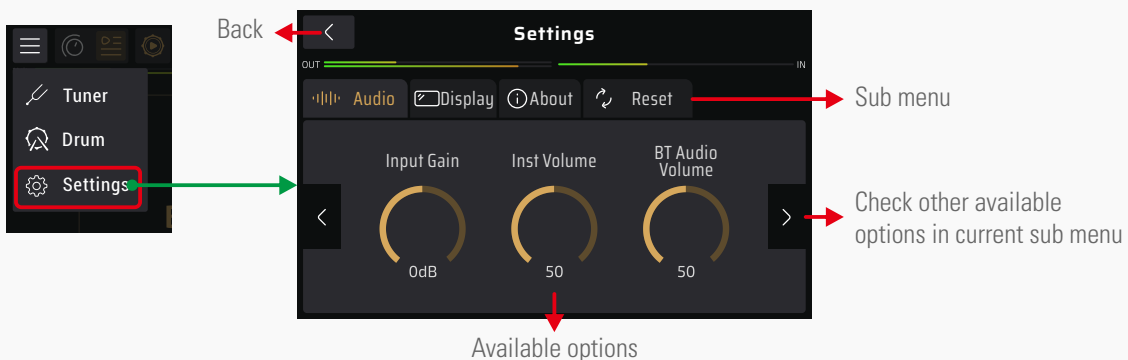 Back
Settings
OUT
IN
Tuner
Drum
Settings
Audio
Display
About
Reset
Sub menu
Input Gain
Inst Volume
BT Audio
Volume
0dB
50
50
Check other available
options in current sub menu
Available options